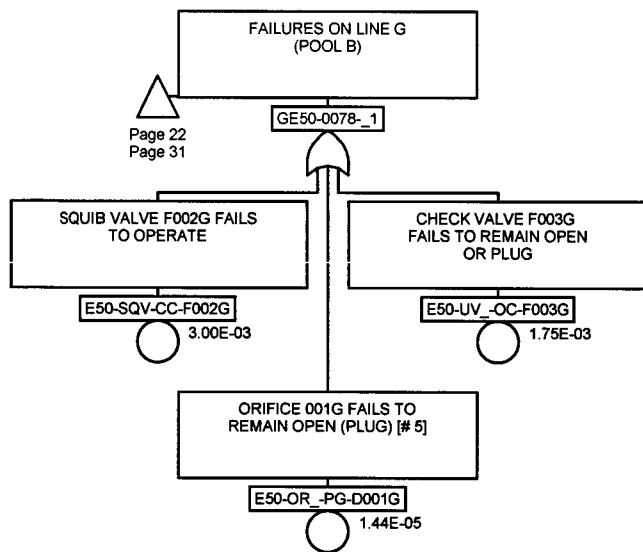 FAILURES ON LINE G
(POOL B)
Page 22
Page 31
GE50-0078-_1
SQUIB VALVE F002G FAILS
TO OPERATE
CHECK VALVE F003G
FAILS TO REMAIN OPEN
OR PLUG
E50-SQV-CC-F002G
3.00E-03
E50-UV_-OC-F003G
1.75E-03
ORIFICE 001G FAILS TO
REMAIN OPEN (PLUG) [# 5]
E50-OR_-PG-D001G
1.44E-05